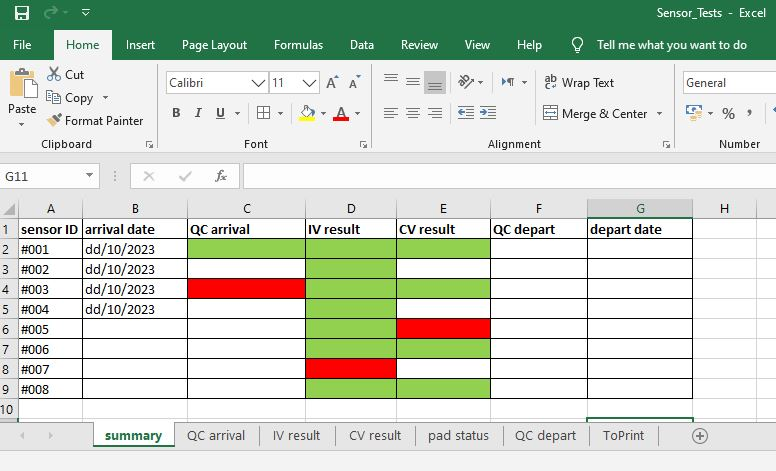 Sensor_Tests - Excel
File Home Insert Page Layout Formulas Data Review View Help Tell me what you want to do
Paste
Cut
Copy
Format Painter
Clipboard
Calibri 11 A A
B I U A
Font
ab Wrap Text
Merge & Center
Alignment
General
% ,
Number
G11 fx
A B C D E F G H
1 sensor ID arrival date QC arrival IV result CV result QC depart depart date
2 #001 dd/10/2023
3 #002 dd/10/2023
4 #003 dd/10/2023
5 #004 dd/10/2023
6 #005
7 #006
8 #007
9 #008
10
summary QC arrival IV result CV result pad status QC depart ToPrint